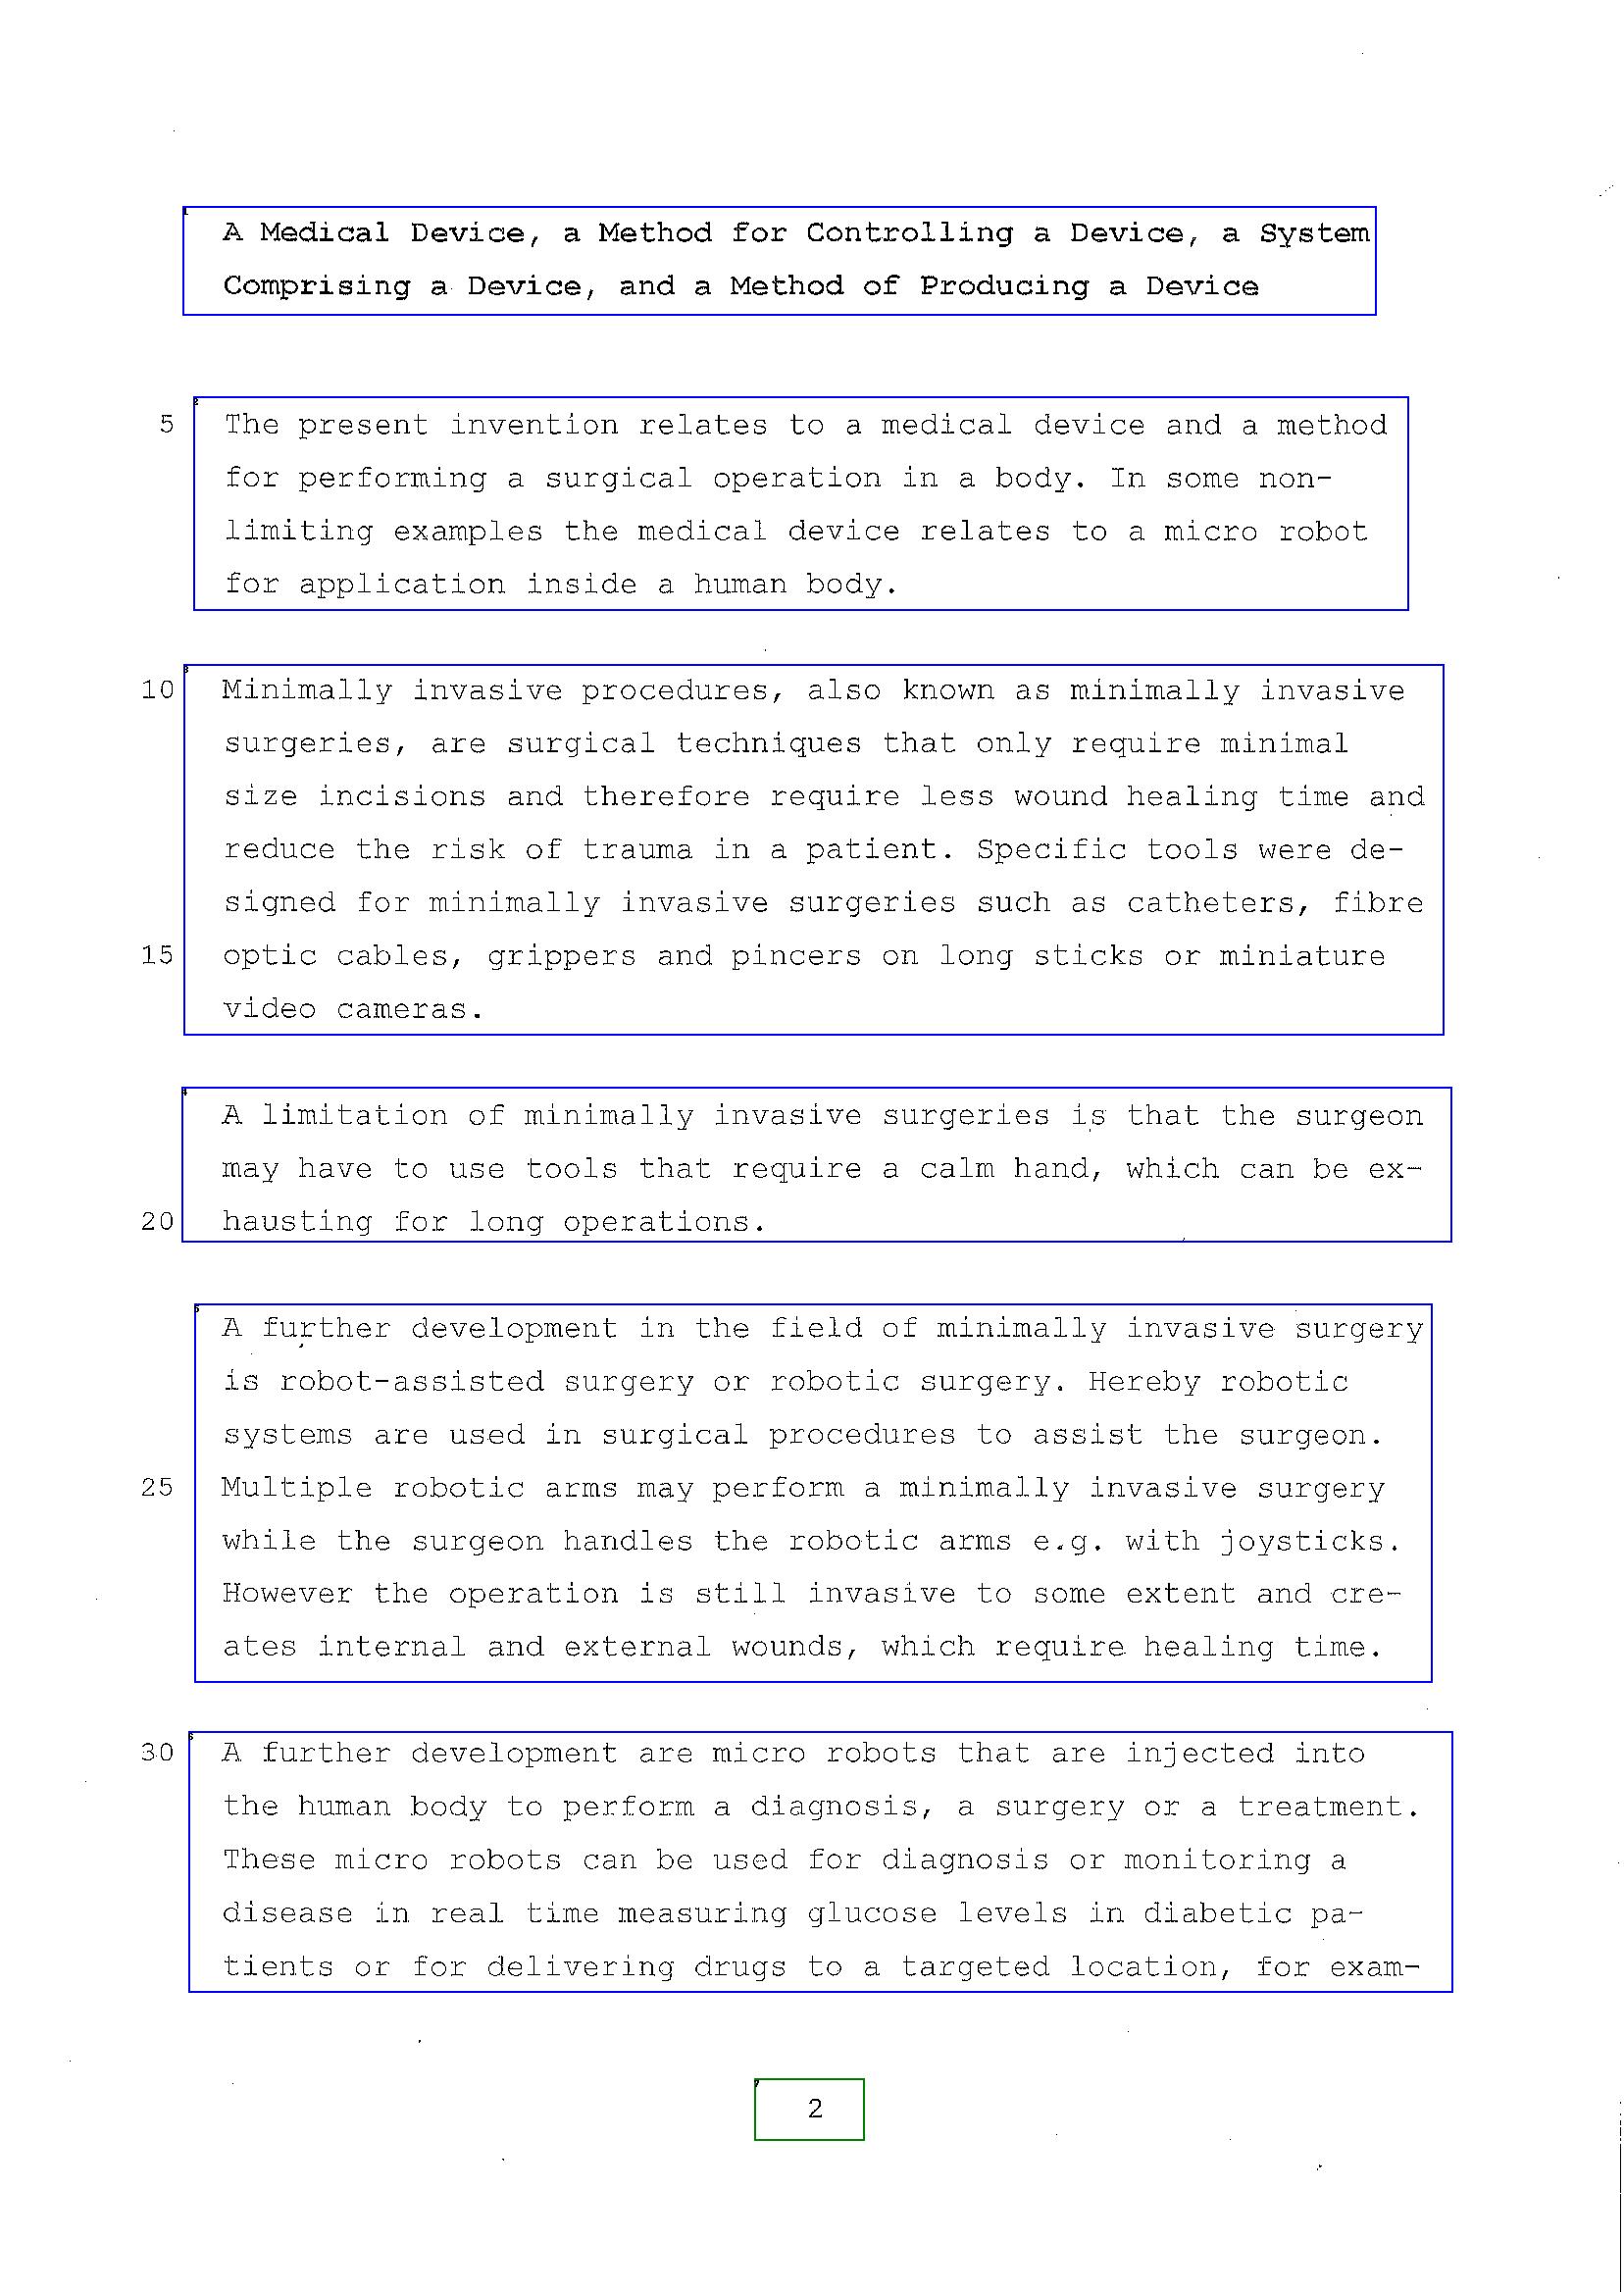 A Medical Device, a Method for Controlling a Device, a System
Comprising a Device, and a Method of Producing a Device
5 The present invention relates to a medical device and a method
for performing a surgical operation in a body. In some non-
limiting examples the medical device relates to a micro robot
for application inside a human body.
10 Minimally invasive procedures, also known as minimally invasive
surgeries, are surgical techniques that only require minimal
size incisions and therefore require less wound healing time and
reduce the risk of trauma in a patient. Specific tools were de-
signed for minimally invasive surgeries such as catheters, fibre
15 optic cables, grippers and pincers on long sticks or miniature
video cameras.
A limitation of minimally invasive surgeries is that the surgeon
may have to use tools that require a calm hand, which can be ex-
20 hausting for long operations.
A further development in the field of minimally invasive surgery
is robot-assisted surgery or robotic surgery. Hereby robotic
systems are used in surgical procedures to assist the surgeon.
25 Multiple robotic arms may perform a minimally invasive surgery
while the surgeon handles the robotic arms e.g. with joysticks.
However the operation is still invasive to some extent and cre-
ates internal and external wounds, which require healing time.
30 A further development are micro robots that are injected into
the human body to perform a diagnosis, a surgery or a treatment.
These micro robots can be used for diagnosis or monitoring a
disease in real time measuring glucose levels in diabetic pa-
tients or for delivering drugs to a targeted location, for exam-
2